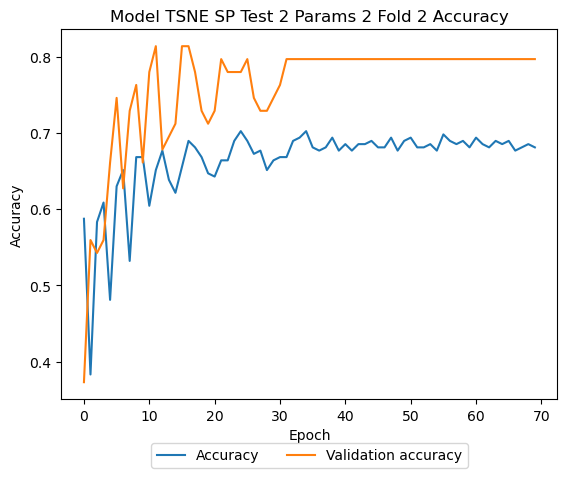 Model TSNE SP Test 2 Params 2 Fold 2 Accuracy
Accuracy
0.8
0.7
0.6
0.5
0.4
0 10 20 30 40 50 60 70
Epoch
Accuracy Validation accuracy